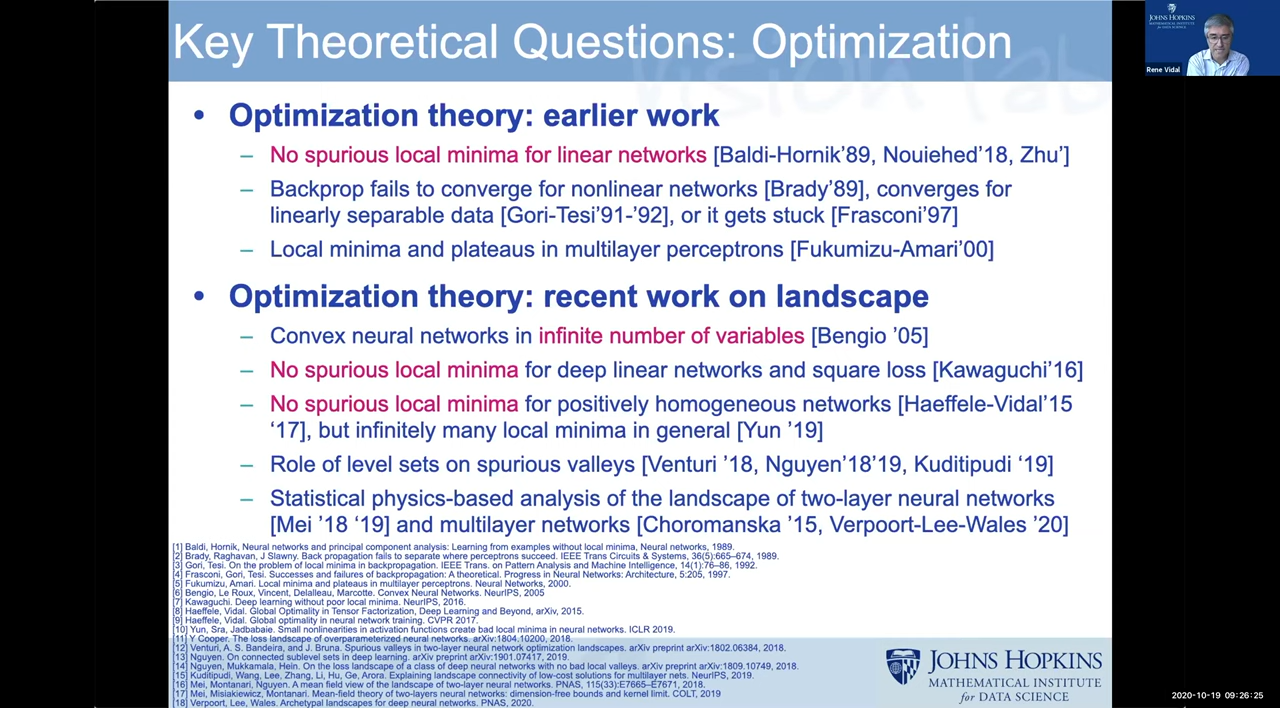 Key Theoretical Questions: Optimization
• Optimization theory: earlier work
– No spurious local minima for linear networks [Baldi-Hornik’89, Nouiehed’18, Zhu’]
– Backprop fails to converge for nonlinear networks [Brady’89], converges for
linearly separable data [Gori-Tesi’91-’92], or it gets stuck [Frasconi’97]
– Local minima and plateaus in multilayer perceptrons [Fukumizu-Amari’00]
• Optimization theory: recent work on landscape
– Convex neural networks in infinite number of variables [Bengio ’05]
– No spurious local minima for deep linear networks and square loss [Kawaguchi’16]
– No spurious local minima for positively homogeneous networks [Haeffele-Vidal’15
‘17], but infinitely many local minima in general [Yun ’19]
– Role of level sets on spurious valleys [Venturi ’18, Nguyen’18’19, Kuditipudi ‘19]
– Statistical physics-based analysis of the landscape of two-layer neural networks
[Mei ’18 ‘19] and multilayer networks [Choromanska ’15, Verpoort-Lee-Wales ’20]
[1] Baldi, Hornik, Neural networks and principal component analysis: Learning from examples without local minima, Neural networks, 1989.
[2] Brady, Raghavan, J Slawny. Back propagation fails to separate where perceptrons succeed. IEEE Trans Circuits & Systems, 36(5):665–674, 1989.
[3] Gori, Tesi. On the problem of local minima in backpropagation. IEEE Trans. on Pattern Analysis and Machine Intelligence, 14(1):76–86, 1992.
[4] Frasconi, Gori, Tesi. Successes and failures of backpropagation: A theoretical. Progress in Neural Networks: Architecture, 5:205, 1997.
[5] Fukumizu, Amari. Local minima and plateaus in multilayer perceptrons. Neural Networks, 2000.
[6] Bengio, Le Roux, Vincent, Delalleau, Marcotte. Convex Neural Networks. NeurIPS, 2005
[7] Kawaguchi. Deep learning without poor local minima. NeurIPS, 2016.
[8] Haeffele, Vidal. Global Optimality in Tensor Factorization, Deep Learning and Beyond, arXiv, 2015.
[9] Haeffele, Vidal. Global optimality in neural network training. CVPR 2017.
[10] Yun, Sra, Jadbabaie. Small nonlinearities in activation functions create bad local minima in neural networks. ICLR 2019.
[11] Y Cooper. The loss landscape of overparameterized neural networks. arXiv:1804.10200, 2018.
[12] Venturi, A. S. Bandeira, and J. Bruna. Spurious valleys in two-layer neural network optimization landscapes. arXiv preprint arXiv:1802.06384, 2018.
[13] Nguyen. On connected sublevel sets in deep learning. arXiv preprint arXiv:1901.07417, 2019.
[14] Nguyen, Mukkamala, Hein. On the loss landscape of a class of deep neural networks with no bad local valleys. arXiv preprint arXiv:1809.10749, 2018.
[15] Kuditipudi, Wang, Lee, Zhang, Li, Hu, Ge, Arora. Explaining landscape connectivity of low-cost solutions for multilayer nets. NeurIPS, 2019.
[16] Mei, Montanari, Nguyen. A mean field view of the landscape of two-layer neural networks. PNAS, 115(33):E7665–E7671, 2018.
[17] Mei, Misiakiewicz, Montanari. Mean-field theory of two-layers neural networks: dimension-free bounds and kernel limit. COLT, 2019
[18] Verpoort, Lee, Wales. Archetypal landscapes for deep neural networks. PNAS, 2020.
JOHNS HOPKINS
MATHEMATICAL INSTITUTE
for DATA SCIENCE
JOHNS HOPKINS
MATHEMATICAL INSTITUTE
for DATA SCIENCE
Rene Vidal
2020-10-19 09:26:25